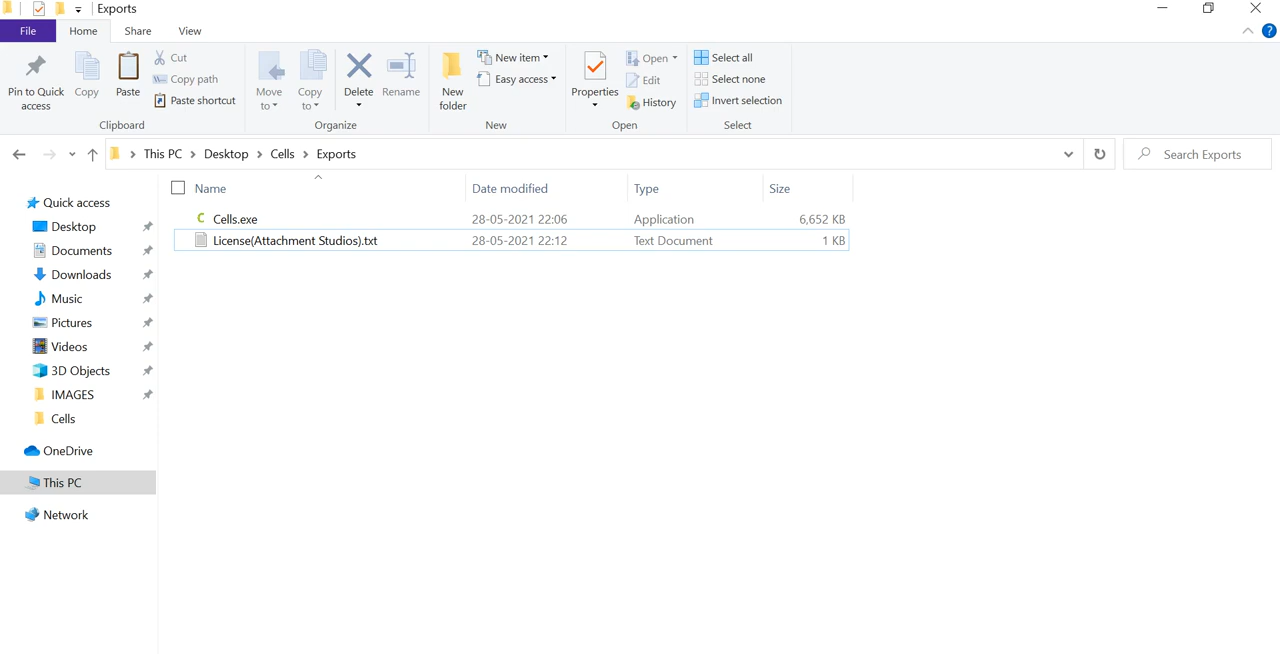 Exports
File Home Share View
Pin to Quick access
Copy
Paste
Cut
Copy path
Paste shortcut
Clipboard
Move to
Copy to
Delete
Rename
Organize
New folder
New item
Easy access
New
Properties
Open
Edit
History
Open
Select all
Select none
Invert selection
Select
This PC > Desktop > Cells > Exports
Search Exports
Name Date modified Type Size
Cells.exe 28-05-2021 22:06 Application 6,652 KB
License(Attachment Studios).txt 28-05-2021 22:12 Text Document 1 KB
Quick access
Desktop
Documents
Downloads
Music
Pictures
Videos
3D Objects
IMAGES
Cells
OneDrive
This PC
Network